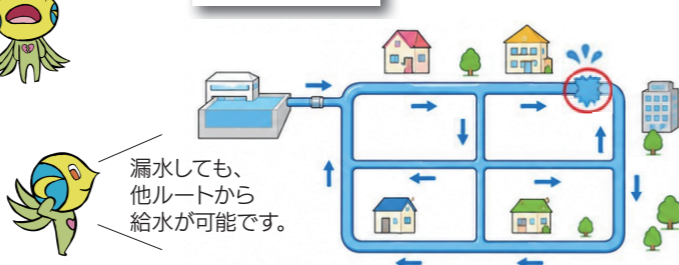 漏水しても、
他ルートから
給水が可能です。